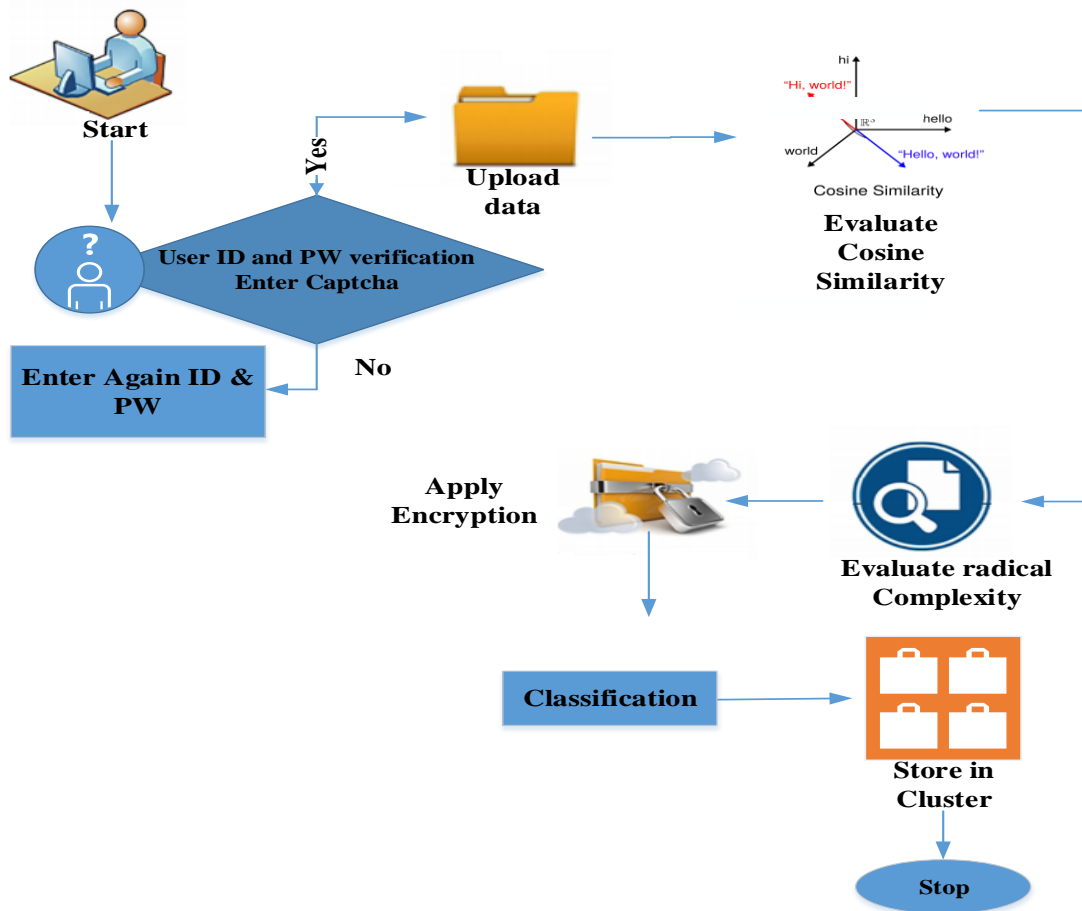 Start
Yes
Upload
data
hi
“Hi, world!”
hello
world
“Hello, world!”
Cosine Similarity
Evaluate
Cosine
Similarity
?
User ID and PW verification
Enter Captcha
No
Enter Again ID &
PW
Apply
Encryption
Evaluate radical
Complexity
Classification
Store in
Cluster
Stop